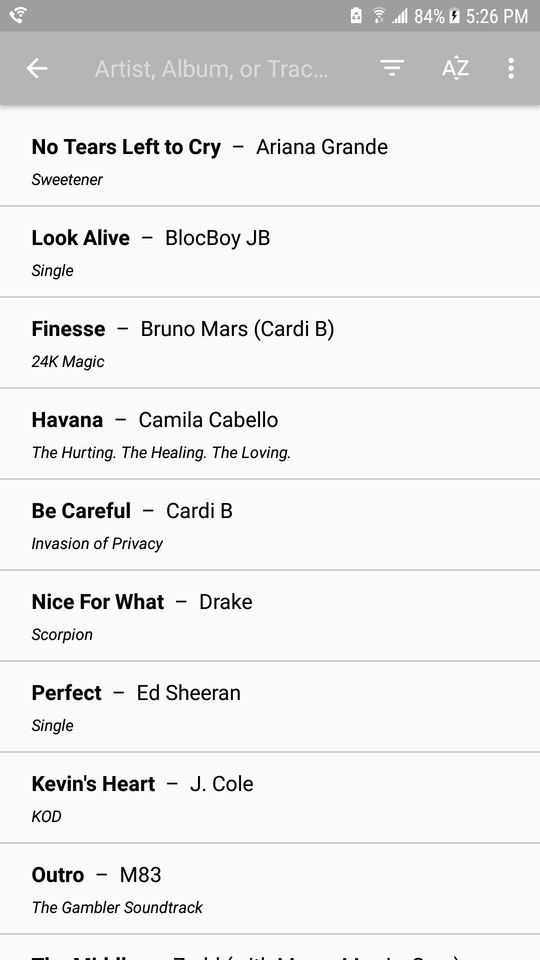 84% 5:26 PM
Artist, Album, or Trac...
AZ
No Tears Left to Cry – Ariana Grande
Sweetener
Look Alive – BlocBoy JB
Single
Finesse – Bruno Mars (Cardi B)
24K Magic
Havana – Camila Cabello
The Hurting. The Healing. The Loving.
Be Careful – Cardi B
Invasion of Privacy
Nice For What – Drake
Scorpion
Perfect – Ed Sheeran
Single
Kevin's Heart – J. Cole
KOD
Outro – M83
The Gambler Soundtrack